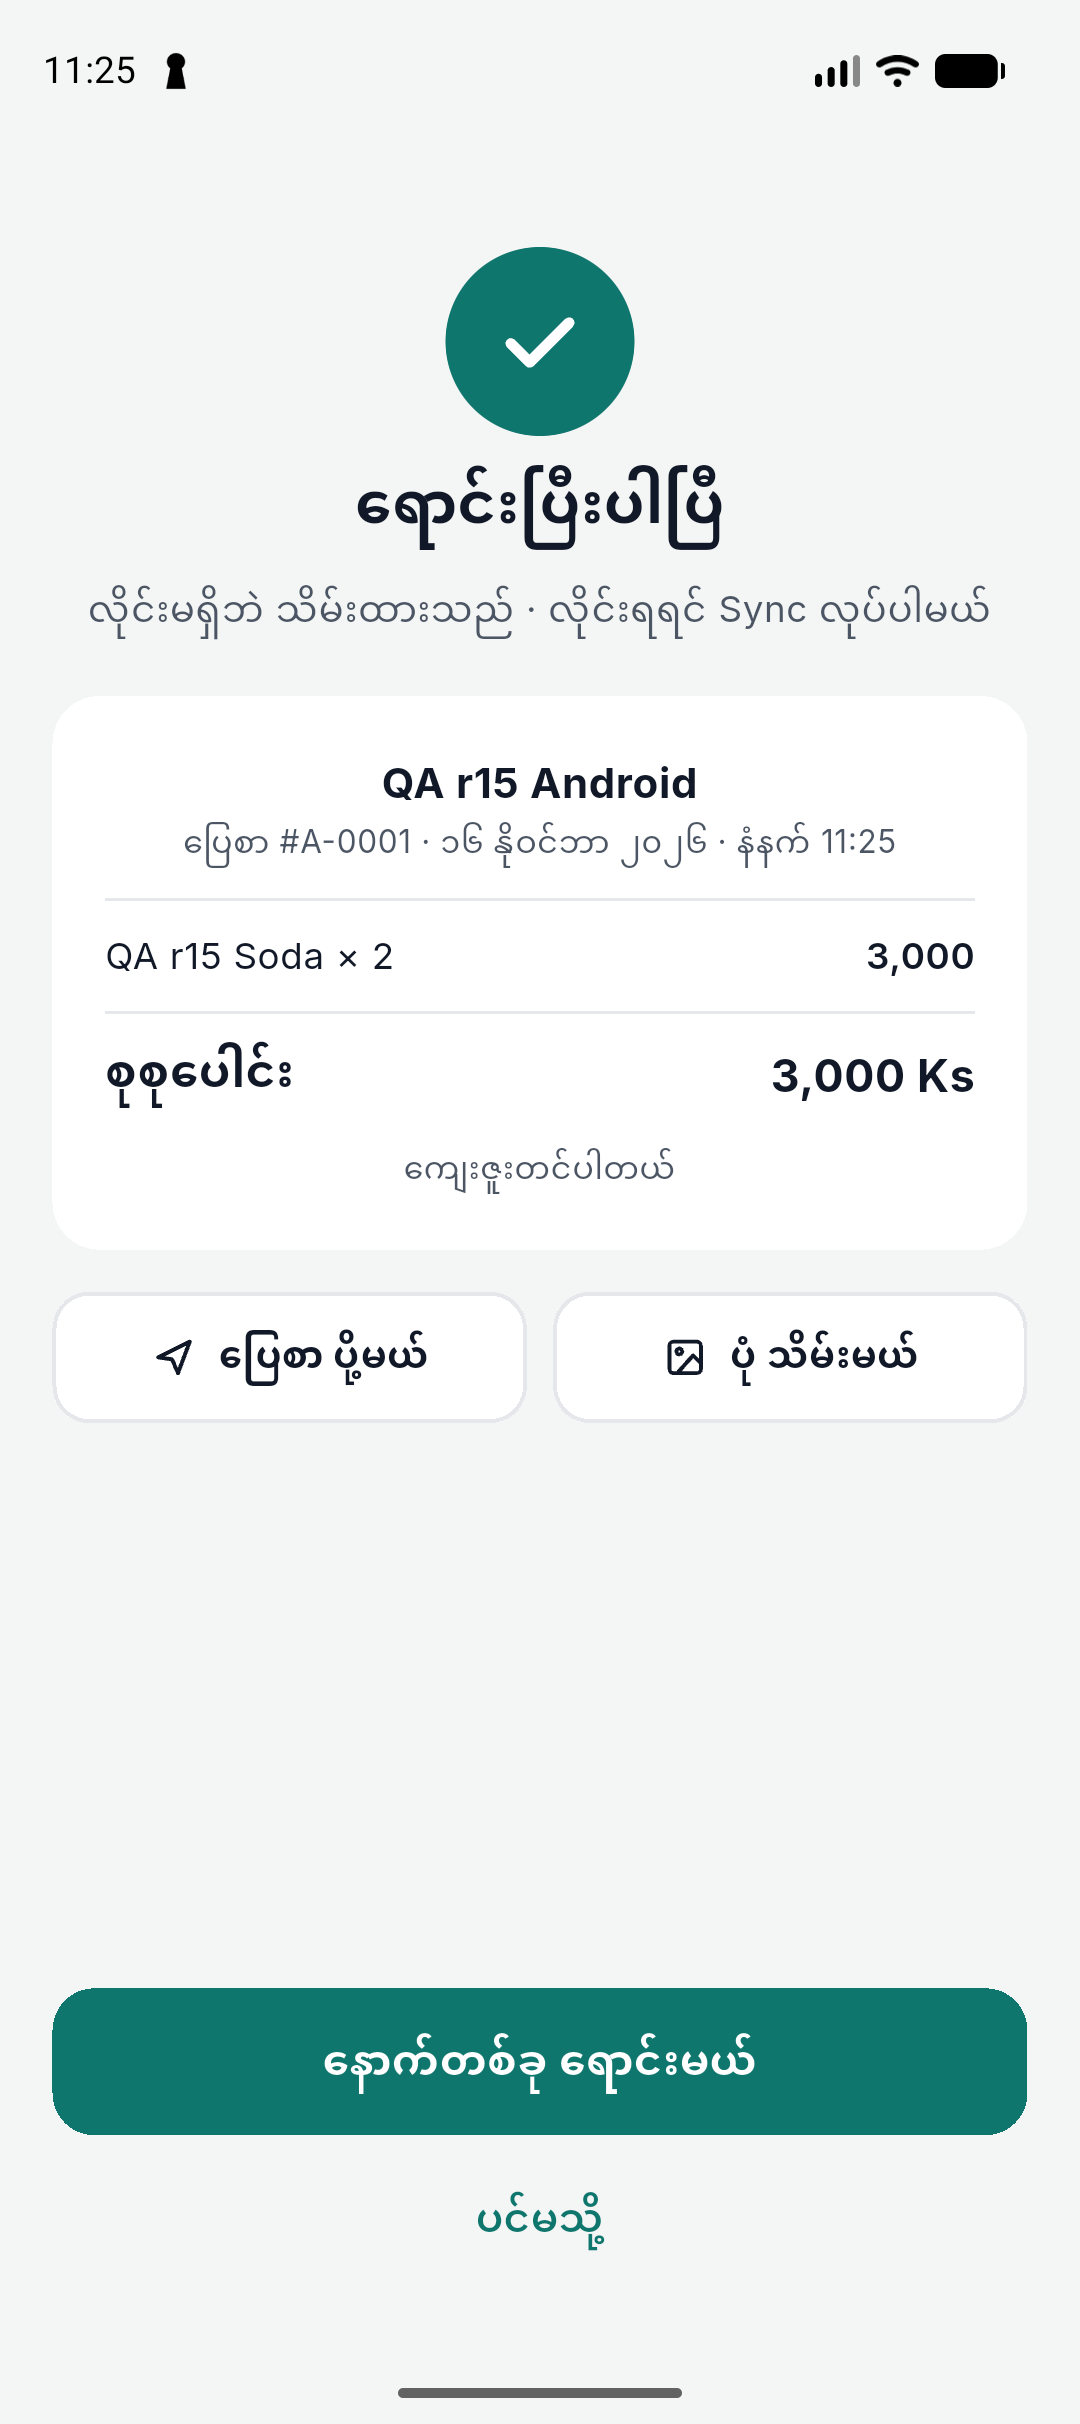 11:25
ရောင်းပြီးပါပြီ
လိုင်းမရှိဘဲ သိမ်းထားသည် · လိုင်းရရင် Sync လုပ်ပါမယ်
QA r15 Android
ပြေစာ #A-0001 · ၁၆ နိုဝင်ဘာ ၂၀၂၆ · နံနက် 11:25
QA r15 Soda × 2 3,000
စုစုပေါင်း 3,000 Ks
ကျေးဇူးတင်ပါတယ်
ပြေစာ ပို့မယ် ပုံ သိမ်းမယ်
နောက်တစ်ခု ရောင်းမယ်
ပင်မသို့